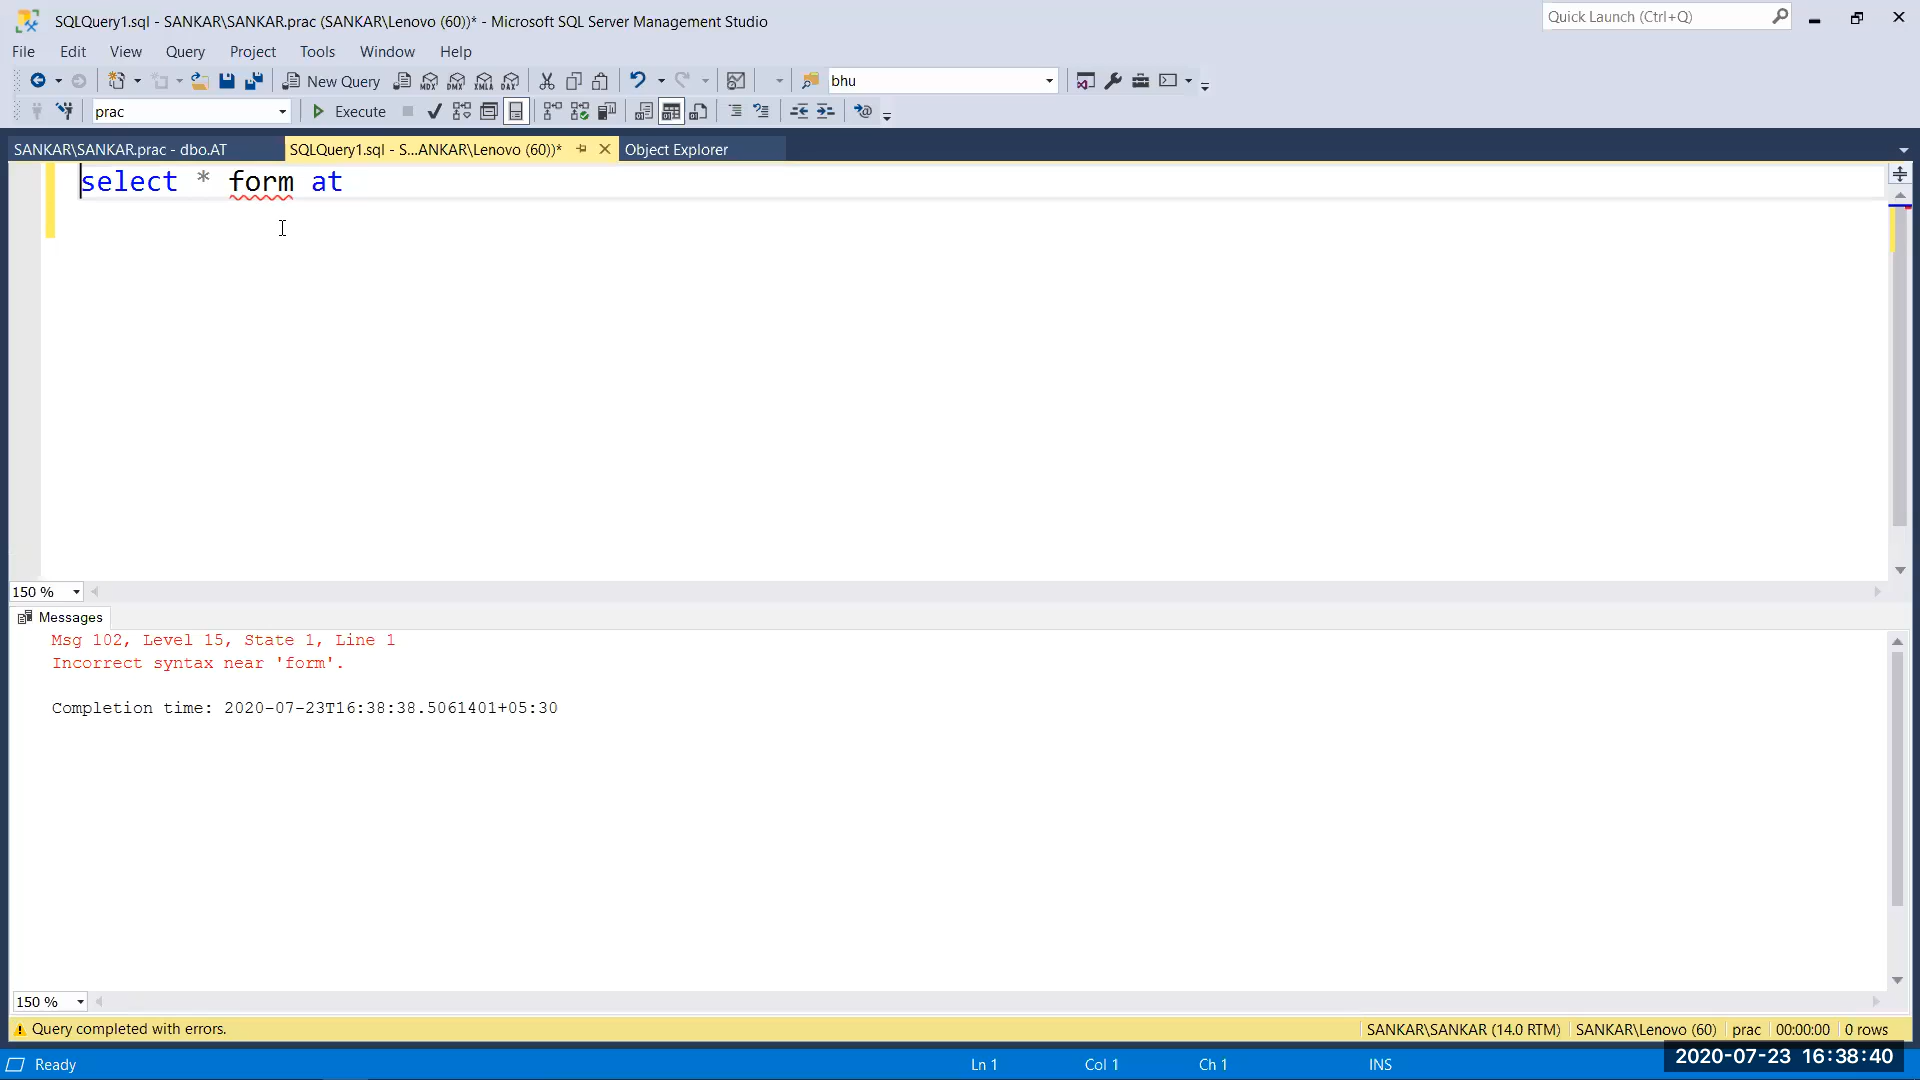 SQLQuery1.sql - SANKAR\SANKAR.prac (SANKAR\Lenovo (60))* - Microsoft SQL Server Management Studio
Quick Launch (Ctrl+Q)
File Edit View Query Project Tools Window Help
New Query MDX DMX XMLA DAX bhu
prac Execute
SANKAR\SANKAR.prac - dbo.AT SQLQuery1.sql - S...ANKAR\Lenovo (60))* Object Explorer
select * form at
150 %
Messages
Msg 102, Level 15, State 1, Line 1
Incorrect syntax near 'form'.
Completion time: 2020-07-23T16:38:38.5061401+05:30
150 %
Query completed with errors. SANKAR\SANKAR (14.0 RTM) SANKAR\Lenovo (60) prac 00:00:00 0 rows
Ready Ln 1 Col 1 Ch 1 INS
2020-07-23 16:38:40